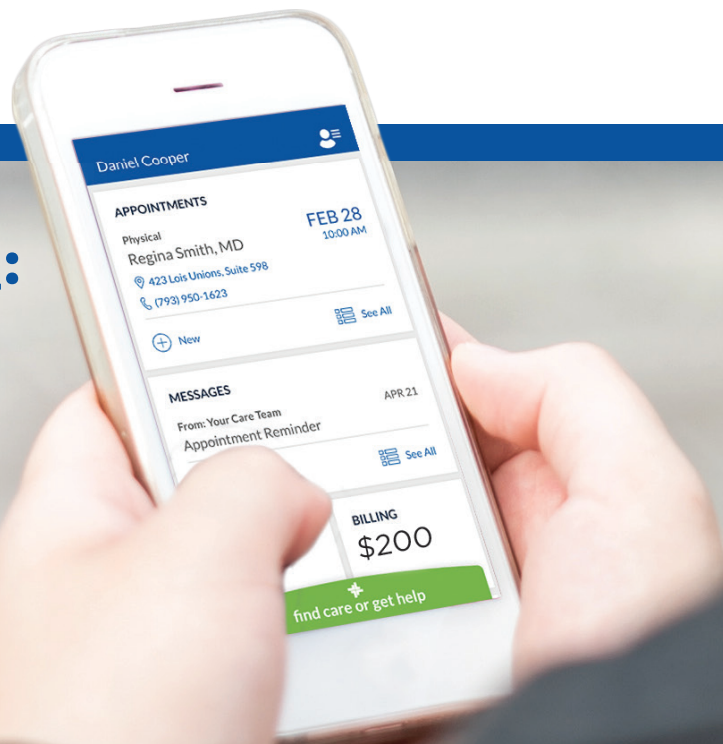 Daniel Cooper
APPOINTMENTS
Physical
Regina Smith, MD
423 Lois Unions, Suite 598
(793) 950-1623
FEB 28
10:00 AM
New
See All
MESSAGES
From: Your Care Team
Appointment Reminder
APR 21
See All
BILLING
$200
find care or get help